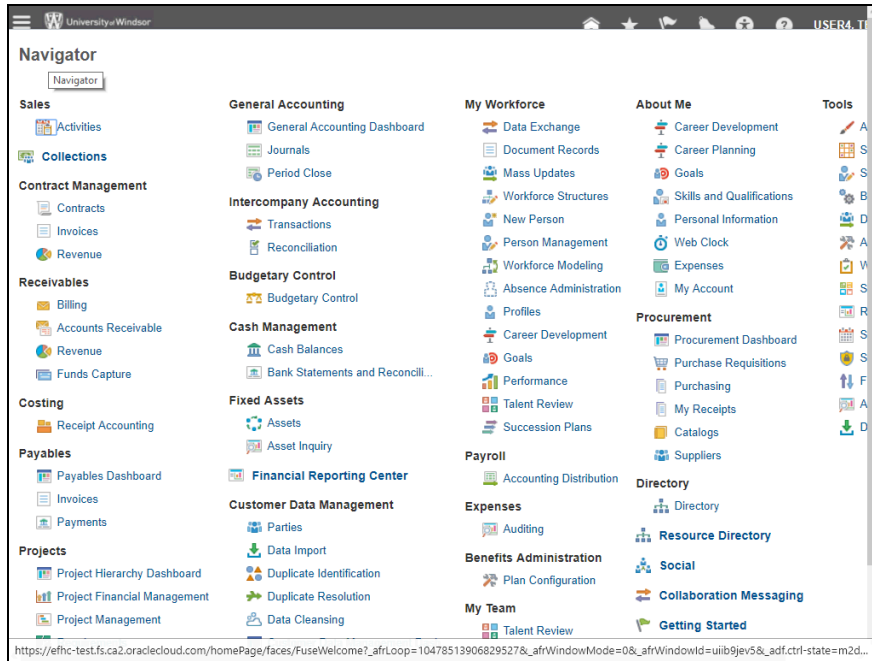 University of Windsor
USER4, T
Navigator
Navigator
Sales
Activities
Collections
Contract Management
Contracts
Invoices
Revenue
Receivables
Billing
Accounts Receivable
Revenue
Funds Capture
Costing
Receipt Accounting
Payables
Payables Dashboard
Invoices
Payments
Projects
Project Hierarchy Dashboard
Project Financial Management
Project Management
General Accounting
General Accounting Dashboard
Journals
Period Close
Intercompany Accounting
Transactions
Reconciliation
Budgetary Control
Budgetary Control
Cash Management
Cash Balances
Bank Statements and Reconcili...
Fixed Assets
Assets
Asset Inquiry
Financial Reporting Center
Customer Data Management
Parties
Data Import
Duplicate Identification
Duplicate Resolution
Data Cleansing
My Workforce
Data Exchange
Document Records
Mass Updates
Workforce Structures
New Person
Person Management
Workforce Modeling
Absence Administration
Profiles
Career Development
Goals
Performance
Talent Review
Succession Plans
Payroll
Accounting Distribution
Expenses
Auditing
Benefits Administration
Plan Configuration
My Team
Talent Review
About Me
Career Development
Career Planning
Goals
Skills and Qualifications
Personal Information
Web Clock
Expenses
My Account
Procurement
Procurement Dashboard
Purchase Requisitions
Purchasing
My Receipts
Catalogs
Suppliers
Directory
Directory
Resource Directory
Social
Collaboration Messaging
Getting Started
Tools
A
S
S
B
D
A
W
S
R
S
S
F
A
D
https://efhc-test.fs.ca2.oraclecloud.com/homePage/faces/FuseWelcome?_afrLoop=10478513906829527&_afrWindowMode=0&_afrWindowId=uiib9jev5&_adf.ctrl-state=m2d...